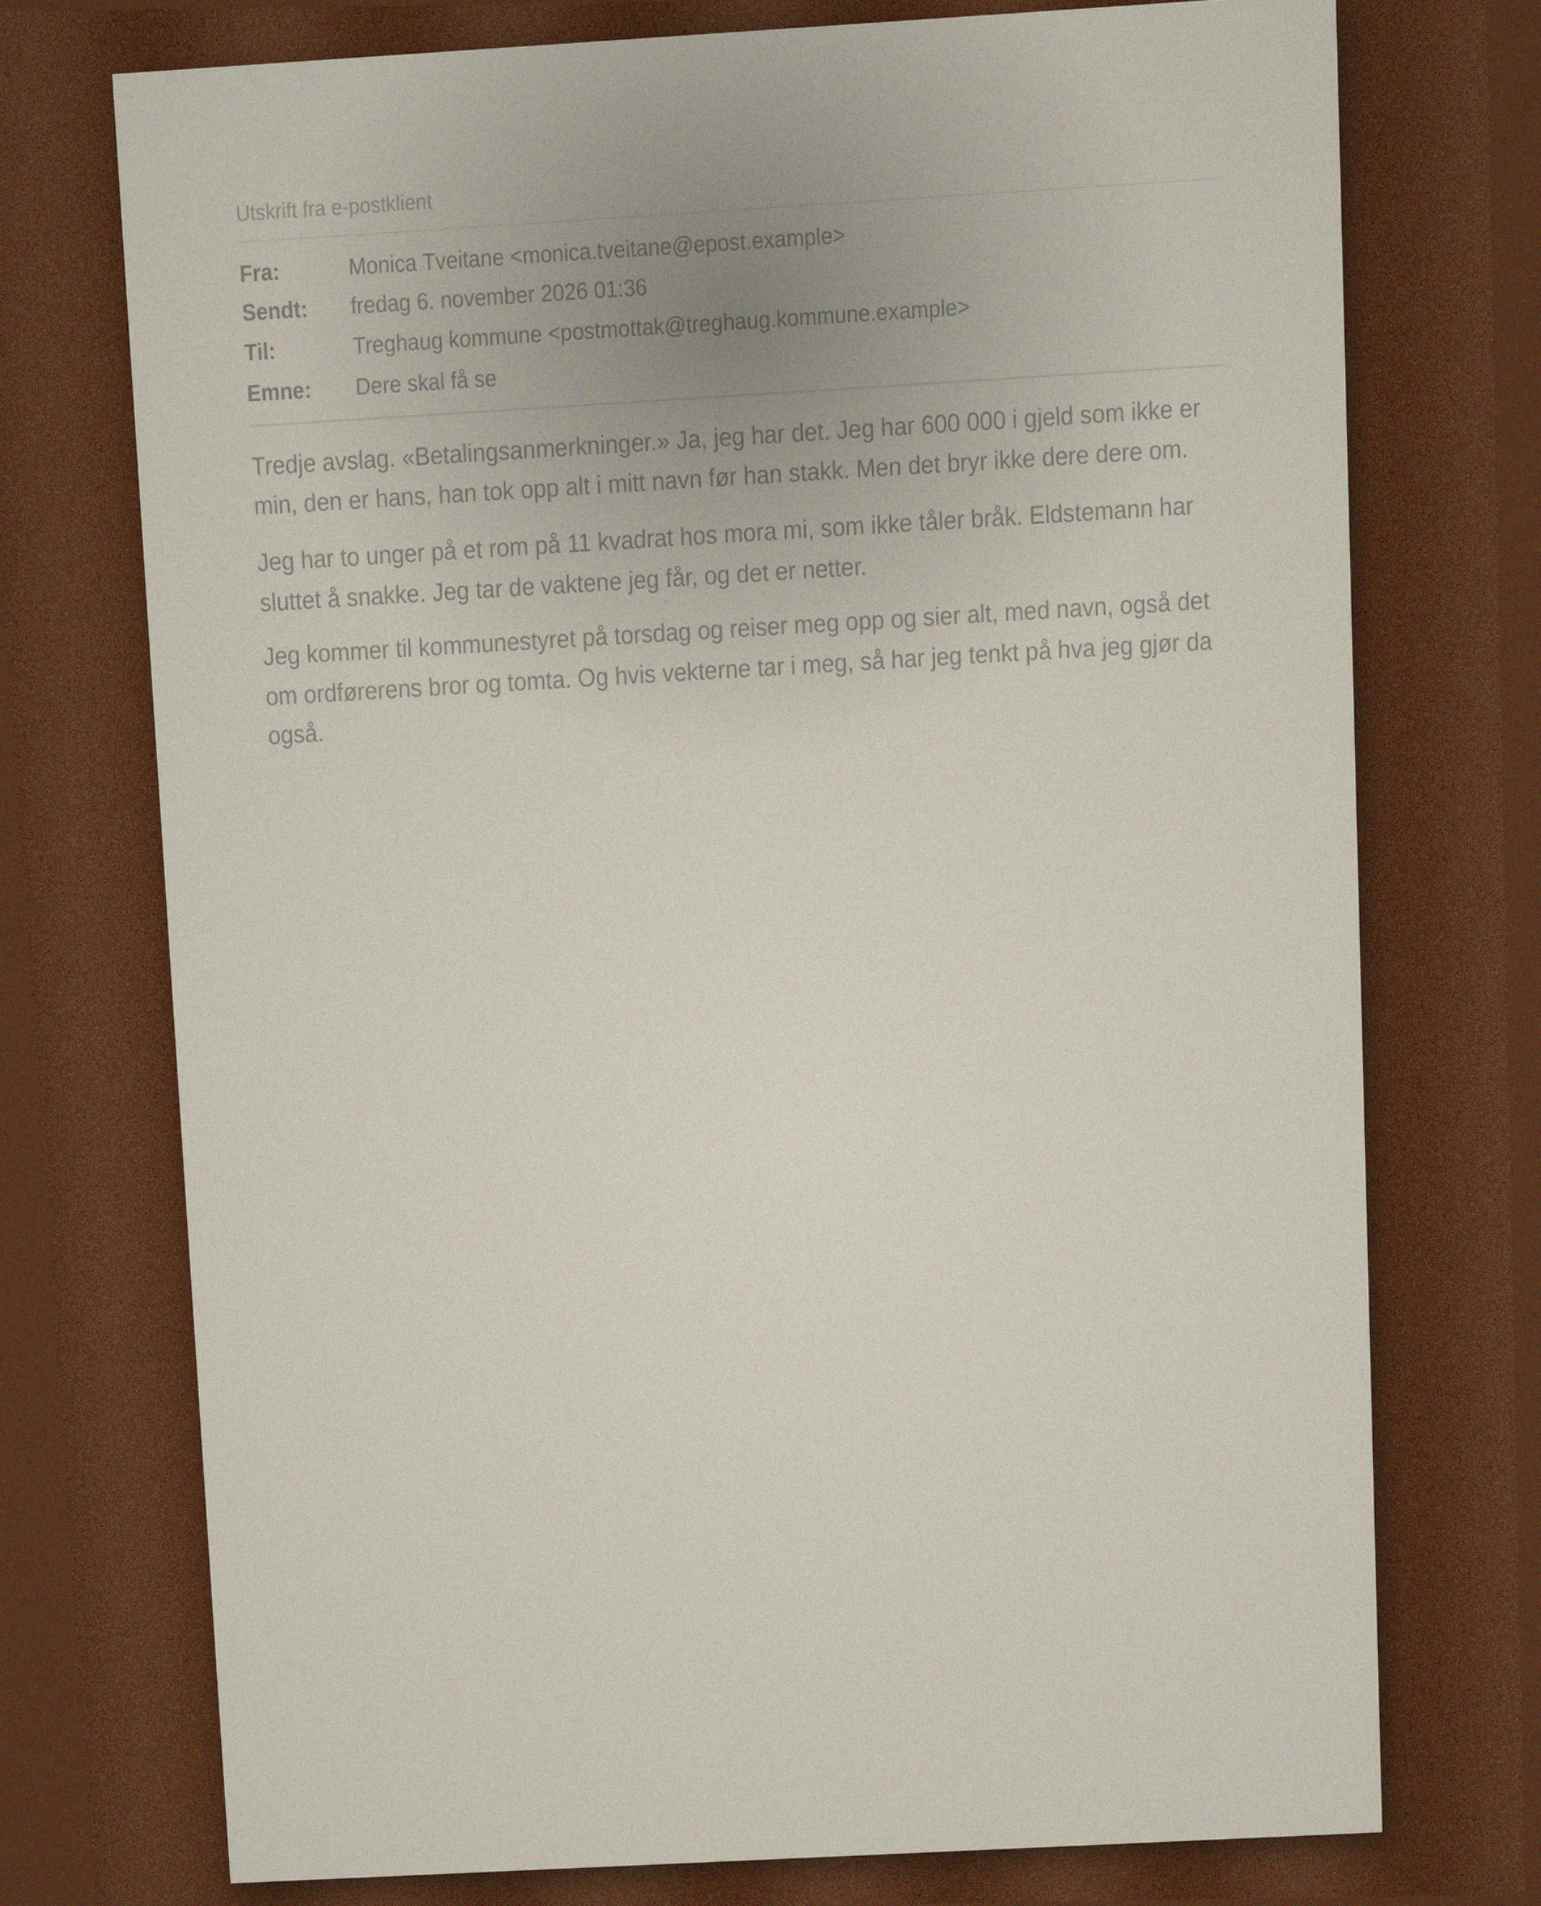 Utskrift fra e-postklient
Fra: Monica Tveitane <monica.tveitane@epost.example>
Sendt: fredag 6. november 2026 01:36
Til: Treghaug kommune <postmottak@treghaug.kommune.example>
Emne: Dere skal få se
Tredje avslag. «Betalingsanmerkninger.» Ja, jeg har det. Jeg har 600 000 i gjeld som ikke er
min, den er hans, han tok opp alt i mitt navn før han stakk. Men det bryr ikke dere dere om.
Jeg har to unger på et rom på 11 kvadrat hos mora mi, som ikke tåler bråk. Eldstemann har
sluttet å snakke. Jeg tar de vaktene jeg får, og det er netter.
Jeg kommer til kommunestyret på torsdag og reiser meg opp og sier alt, med navn, også det
om ordførerens bror og tomta. Og hvis vekterne tar i meg, så har jeg tenkt på hva jeg gjør da
også.